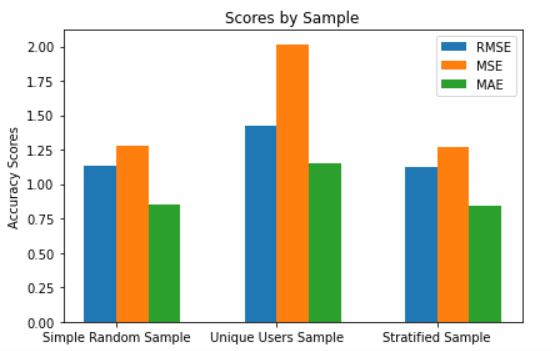 Scores by Sample
RMSE
MSE
MAE
Accuracy Scores
2.00
1.75
1.50
1.25
1.00
0.75
0.50
0.25
0.00
Simple Random Sample Unique Users Sample Stratified Sample